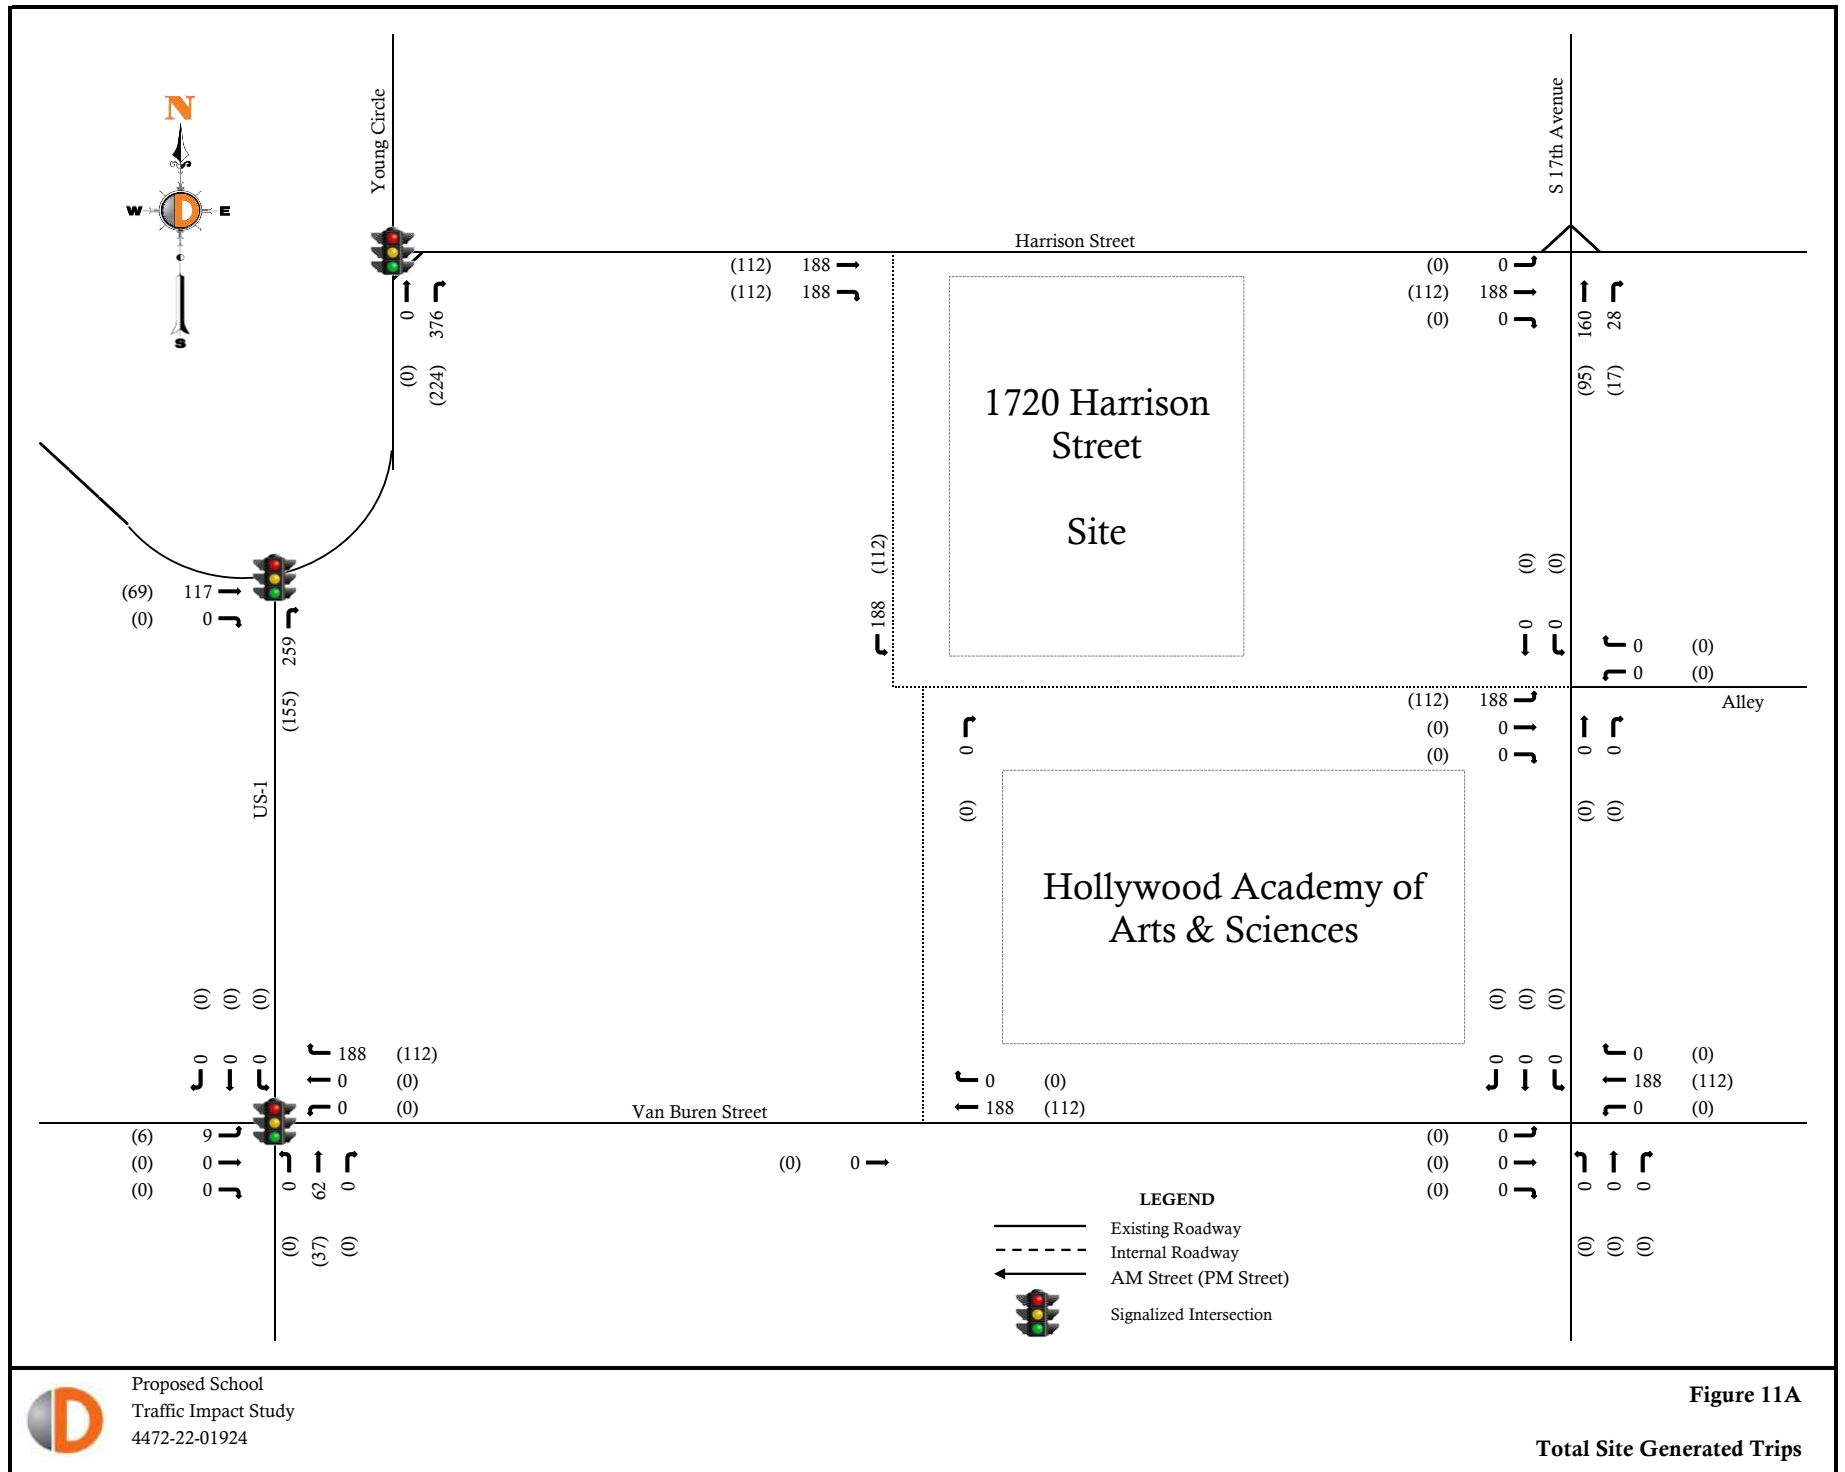 N
W
E
S
D
Young Circle
S 17th Avenue
Harrison Street
(112) 188
(112) 188
0 376
(0) (224)
(0) 0
(112) 188
(0) 0
160 28
(95) (17)
1720 Harrison
Street
Site
(112)
188
(69) 117
(0) 0
259
(155)
US-1
(0) (0)
0 0
0 (0)
0 (0)
Alley
(112) 188
(0) 0
(0) 0
0 0
(0) (0)
0
(0)
Hollywood Academy of
Arts & Sciences
(0) (0) (0)
0 0 0
188 (112)
0 (0)
0 (0)
Van Buren Street
(6) 9
(0) 0
(0) 0
0 62 0
(0) (37) (0)
0 (0)
188 (112)
(0) 0
(0) (0) (0)
0 0 0
0 (0)
188 (112)
0 (0)
(0) 0
(0) 0
(0) 0
0 0 0
(0) (0) (0)
LEGEND
Existing Roadway
Internal Roadway
AM Street (PM Street)
Signalized Intersection
D
Proposed School
Traffic Impact Study
4472-22-01924
Figure 11A
Total Site Generated Trips